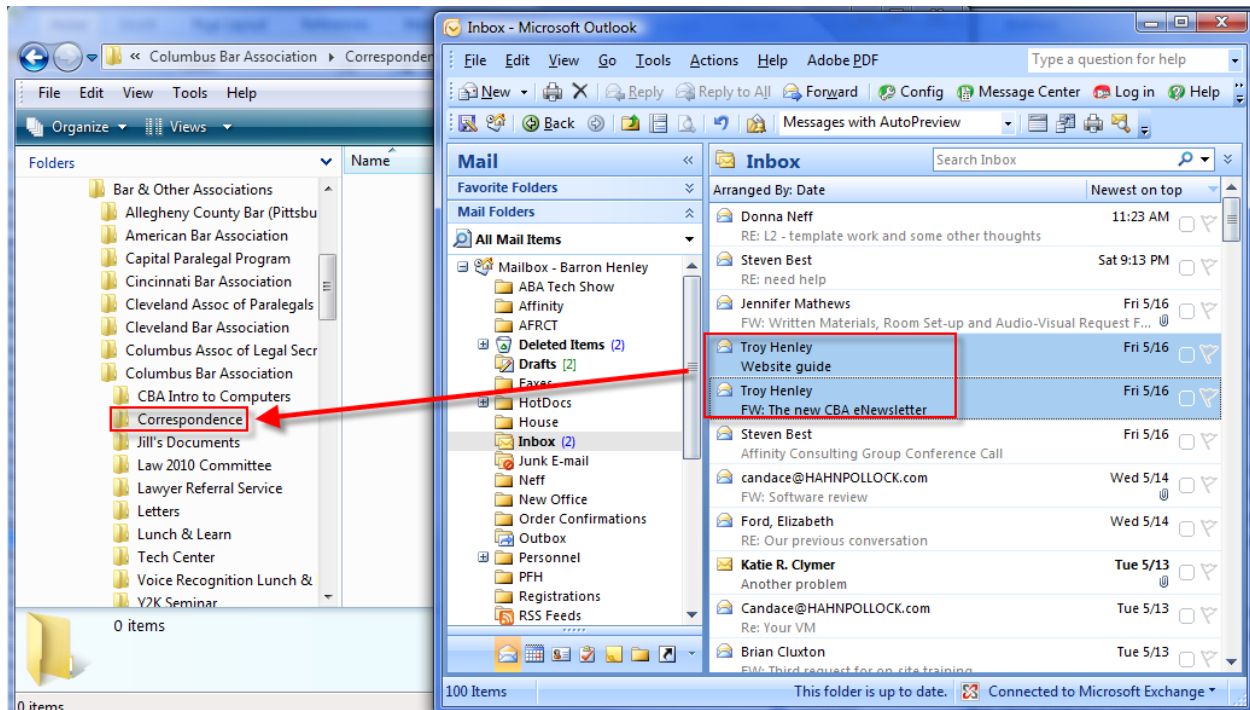 « Columbus Bar Association ▸ Corresponden
File Edit View Tools Help
Organize Views
Folders
Name
Bar & Other Associations
Allegheny County Bar (Pittsbu
American Bar Association
Capital Paralegal Program
Cincinnati Bar Association
Cleveland Assoc of Paralegals
Cleveland Bar Association
Columbus Assoc of Legal Secr
Columbus Bar Association
CBA Intro to Computers
Correspondence
Jill's Documents
Law 2010 Committee
Lawyer Referral Service
Letters
Lunch & Learn
Tech Center
Voice Recognition Lunch &
Y2K Seminar
0 items
0 items
Inbox - Microsoft Outlook
File Edit View Go Tools Actions Help Adobe PDF
Type a question for help
New Reply Reply to All Forward Config Message Center Log in Help
Back Messages with AutoPreview
Mail
Favorite Folders
Mail Folders
All Mail Items
Mailbox - Barron Henley
ABA Tech Show
Affinity
AFRCT
Deleted Items (2)
Drafts [2]
Faxes
HotDocs
House
Inbox (2)
Junk E-mail
Neff
New Office
Order Confirmations
Outbox
Personnel
PFH
Registrations
RSS Feeds
Inbox
Search Inbox
Arranged By: Date Newest on top
Donna Neff 11:23 AM
RE: L2 - template work and some other thoughts
Steven Best Sat 9:13 PM
RE: need help
Jennifer Mathews Fri 5/16
FW: Written Materials, Room Set-up and Audio-Visual Request F...
Troy Henley Fri 5/16
Website guide
Troy Henley Fri 5/16
FW: The new CBA eNewsletter
Steven Best Fri 5/16
Affinity Consulting Group Conference Call
candace@HAHNPOLLOCK.com Wed 5/14
FW: Software review
Ford, Elizabeth Wed 5/14
RE: Our previous conversation
Katie R. Clymer Tue 5/13
Another problem
Candace@HAHNPOLLOCK.com Tue 5/13
Re: Your VM
Brian Cluxton Tue 5/13
FW: Third request for on-site training
100 Items
This folder is up to date. Connected to Microsoft Exchange